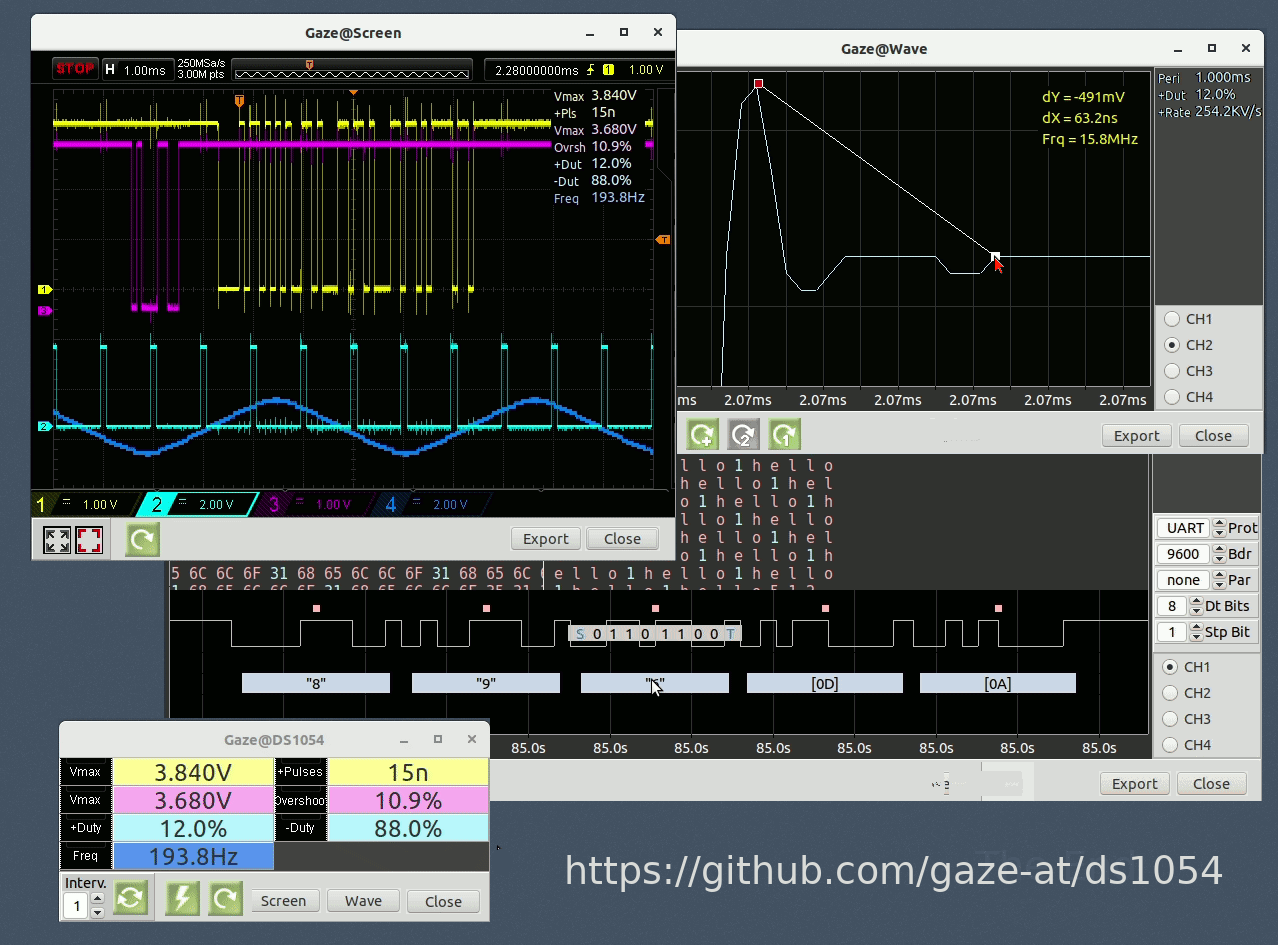 Gaze@Screen
STOP H 1.00ms 250MSa/s 3.00M pts T 2.28000000ms 1 1.00 V
T
Vmax 3.840V
+Pls 15n
Vmax 3.680V
Ovrsh 10.9%
+Dut 12.0%
-Dut 88.0%
Freq 193.8Hz
T
1
3
2
1 = 1.00 V 2 = 2.00 V 3 = 1.00 V 4 = 2.00 V
Export Close
Gaze@Wave
dY = -491mV
dX = 63.2ns
Frq = 15.8MHz
Peri 1.000ms
+Dut 12.0%
+Rate 254.2KV/s
CH1
CH2
CH3
CH4
ms 2.07ms 2.07ms 2.07ms 2.07ms 2.07ms 2.07ms
+ 2 1
Export Close
l l o 1 h e l l o
h e l l o 1 h e l
o 1 h e l l o 1 h
l l o 1 h e l l o
h e l l o 1 h e l
o 1 h e l l o 1 h
5 6C 6C 6F 31 68 65 6C 6C 6F 31 68 65 6C e l l o 1 h e l l o 1 h e l l o
UART Prot
9600 Bdr
none Par
8 Dt Bits
1 Stp Bit
S 0 1 1 0 1 1 1 0 0 T
"8" "9" [0D] [0A]
CH1
CH2
CH3
CH4
85.0s 85.0s 85.0s 85.0s 85.0s 85.0s 85.0s 85.0s
Export Close
Gaze@DS1054
Vmax 3.840V +Pulses 15n
Vmax 3.680V Overshoo 10.9%
+Duty 12.0% -Duty 88.0%
Freq 193.8Hz
Interv.
1 Screen Wave Close
https://github.com/gaze-at/ds1054